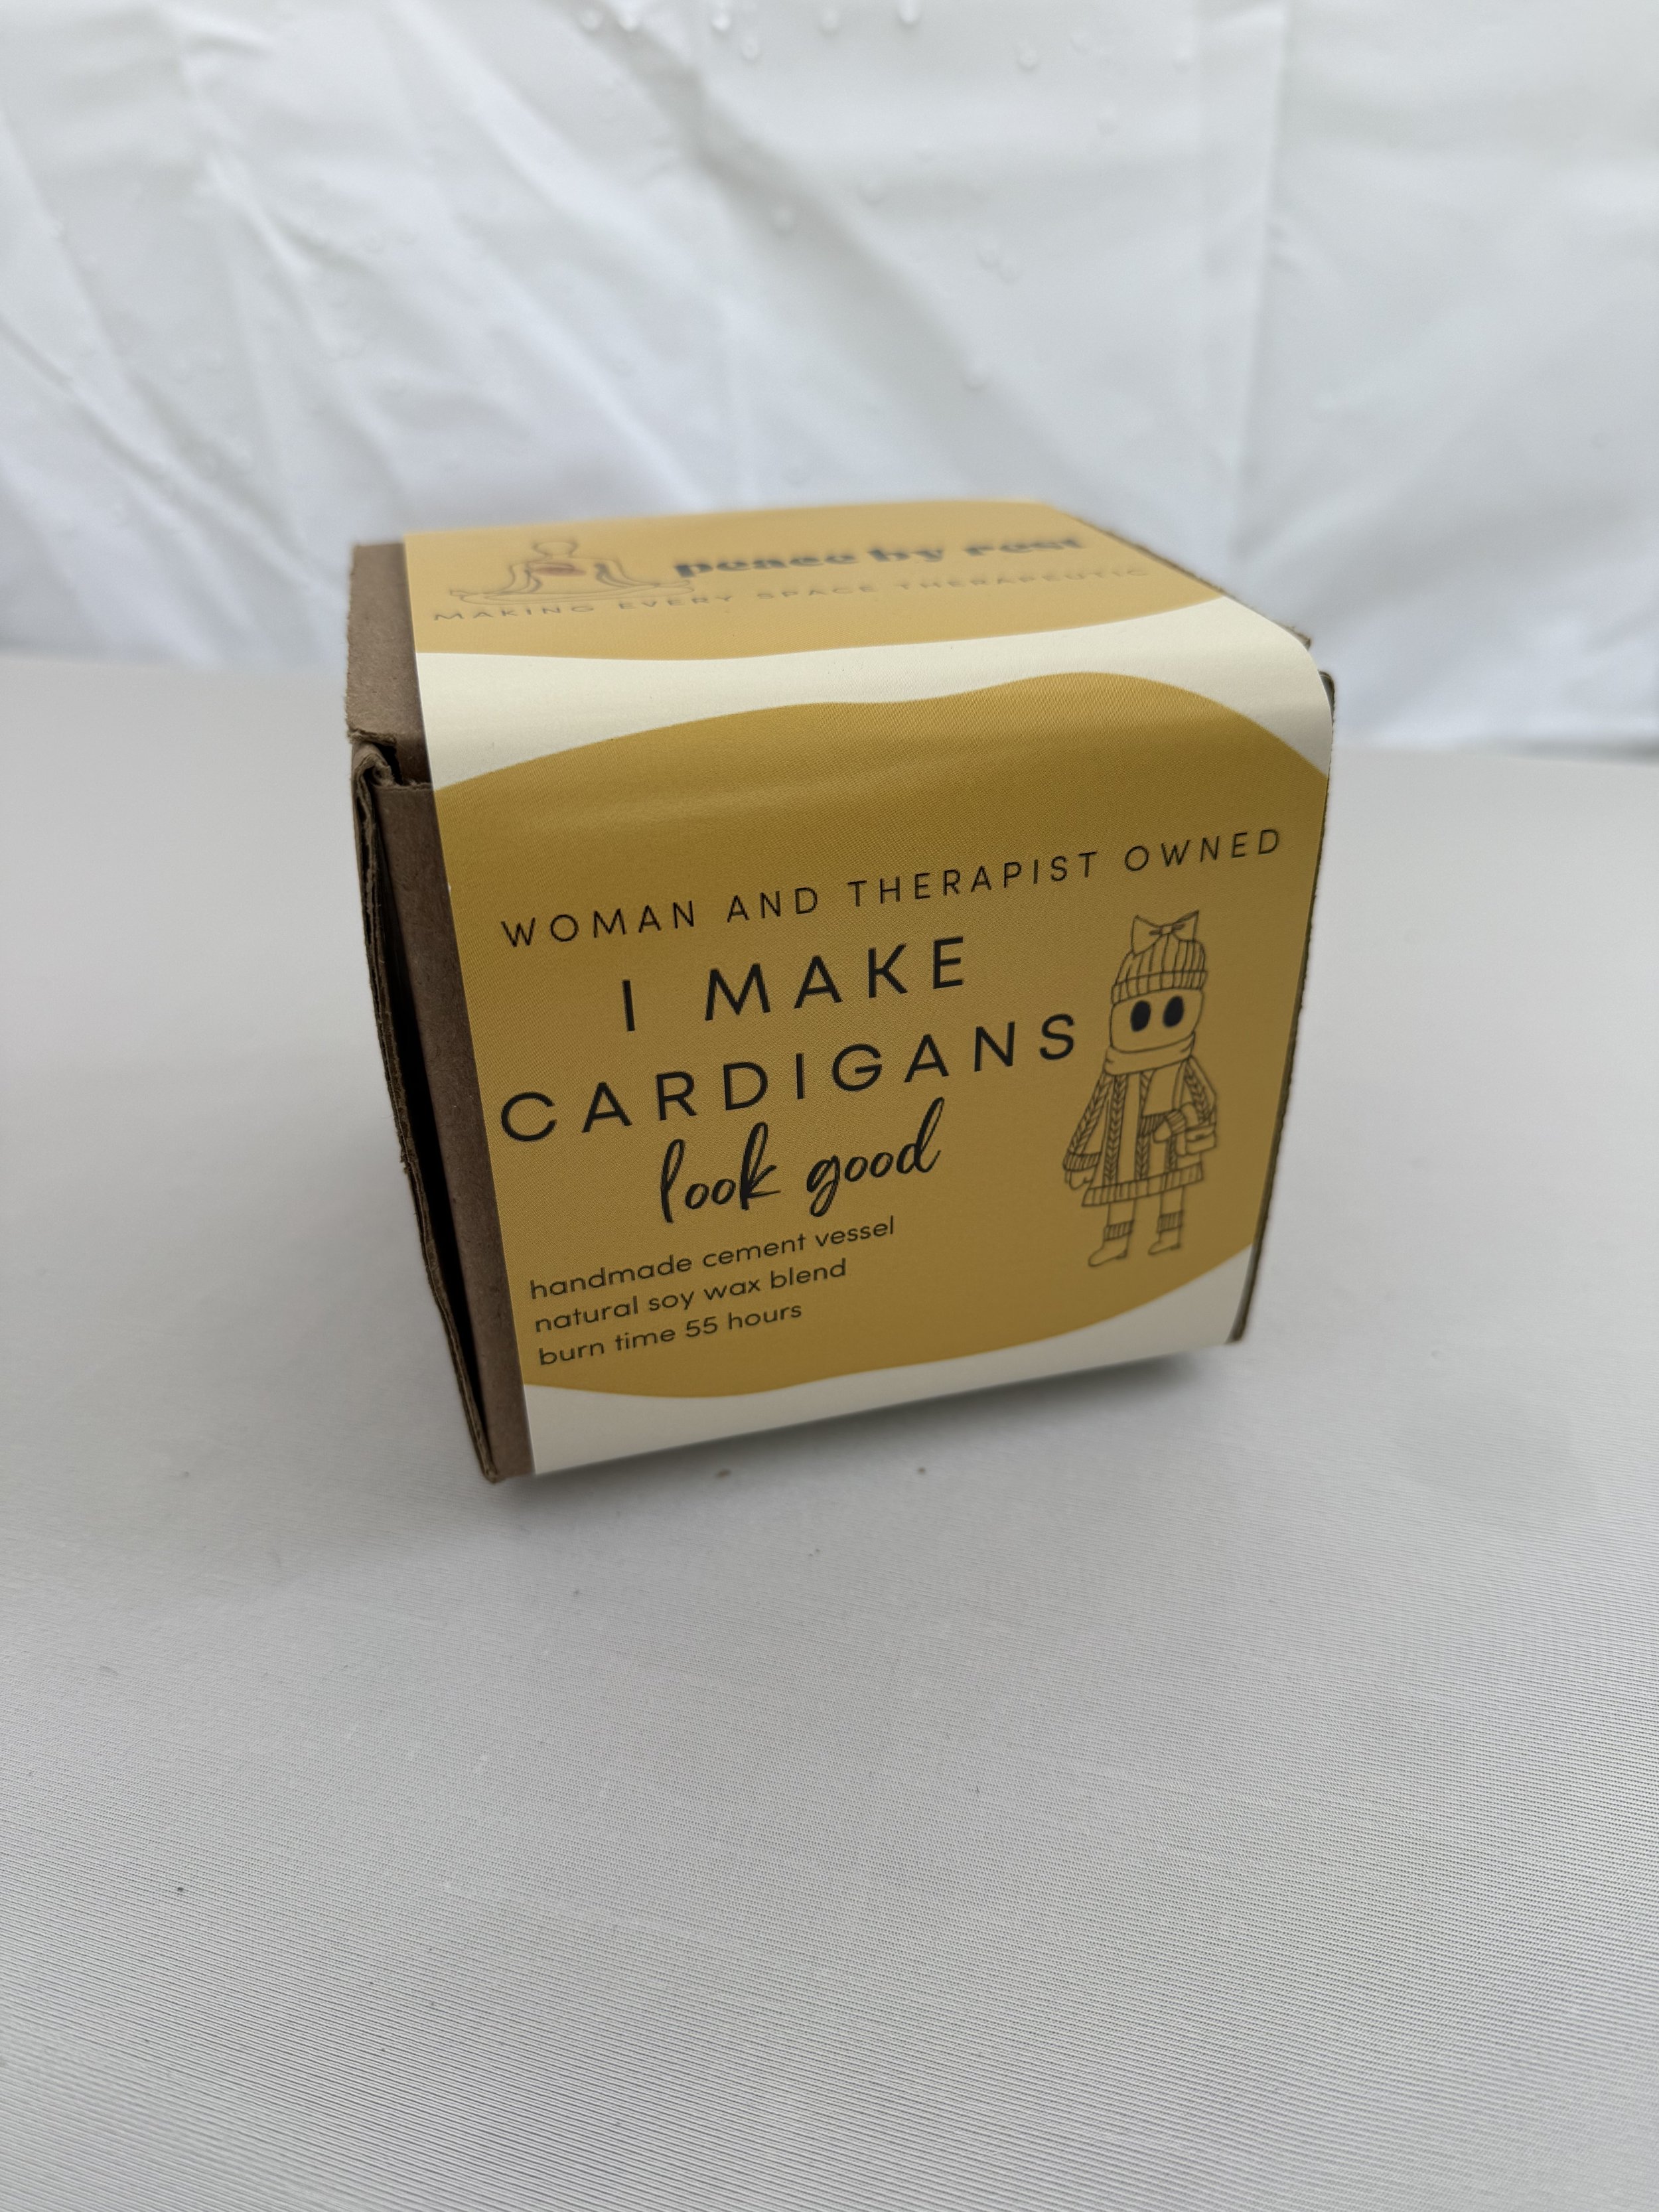 peace by rest
MAKING EVERY SPACE THERAPEUTIC
WOMAN AND THERAPIST OWNED
I MAKE
CARDIGANS
look good
handmade cement vessel
natural soy wax blend
burn time 55 hours